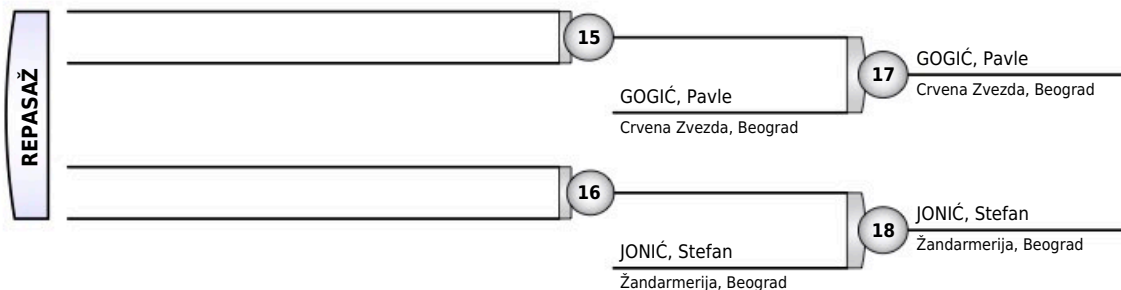 REPASAŽ
15
GOGIĆ, Pavle
Crvena Zvezda, Beograd
17
GOGIĆ, Pavle
Crvena Zvezda, Beograd
16
JONIĆ, Stefan
Žandarmerija, Beograd
18
JONIĆ, Stefan
Žandarmerija, Beograd